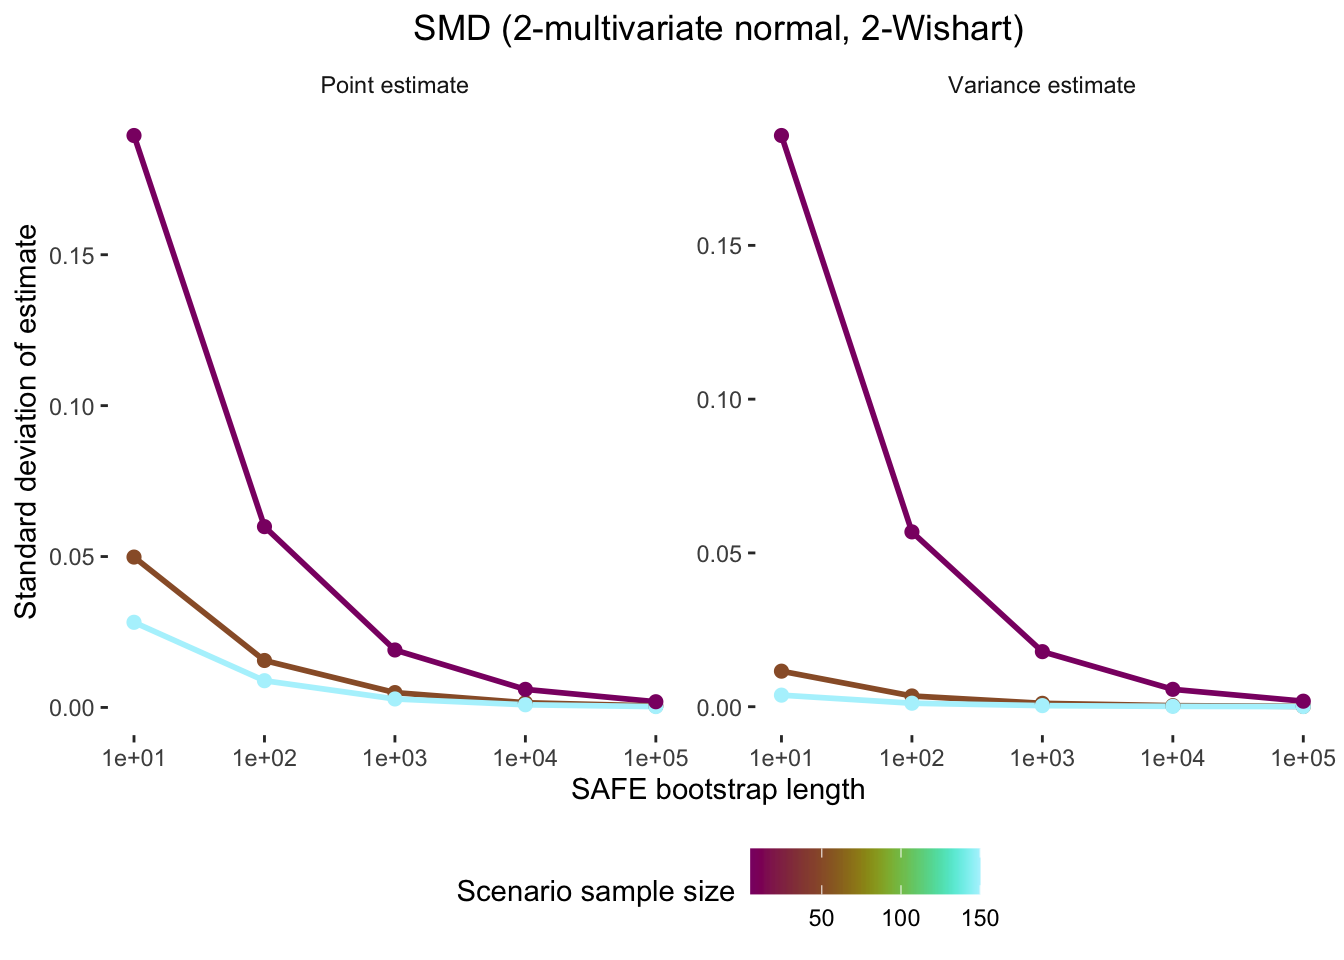 SMD (2-multivariate normal, 2-Wishart)
Point estimate
Variance estimate
Standard deviation of estimate
0.15
0.10
0.05
0.00
0.15
0.10
0.05
0.00
1e+01 1e+02 1e+03 1e+04 1e+05
1e+01 1e+02 1e+03 1e+04 1e+05
SAFE bootstrap length
Scenario sample size
50 100 150